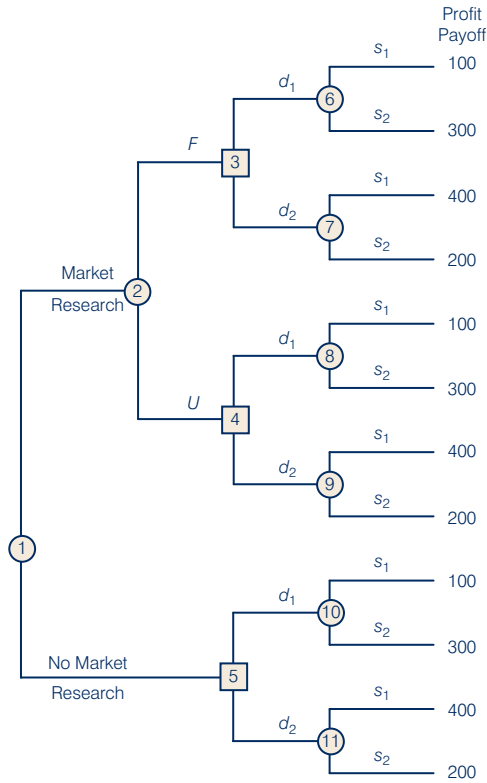 Profit
Payoff
s1 100
d1
6
s2 300
F
3
s1 400
d2
7
s2 200
Market
2
Research
s1 100
d1
8
s2 300
U
4
s1 400
d2
9
s2 200
1
s1 100
d1
10
s2 300
No Market
5
Research
s1 400
d2
11
s2 200